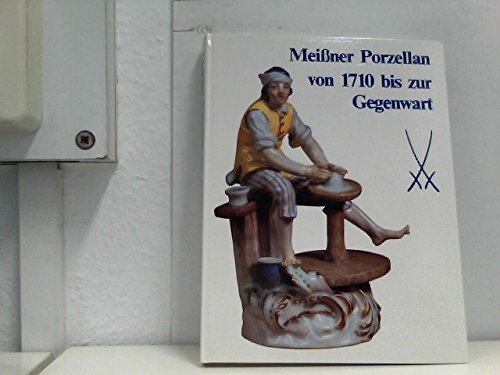 Meißner Porzellan
von 1710 bis zur
Gegenwart